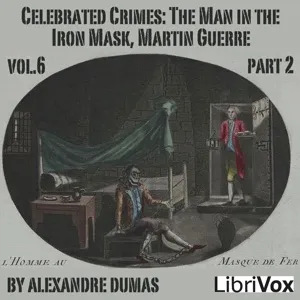 Celebrated Crimes: The Man in the
Iron Mask, Martin Guerre
vol.6
Part 2
L'HOMME AU
MASQUE DE FER
by Alexandre Dumas
LibriVox